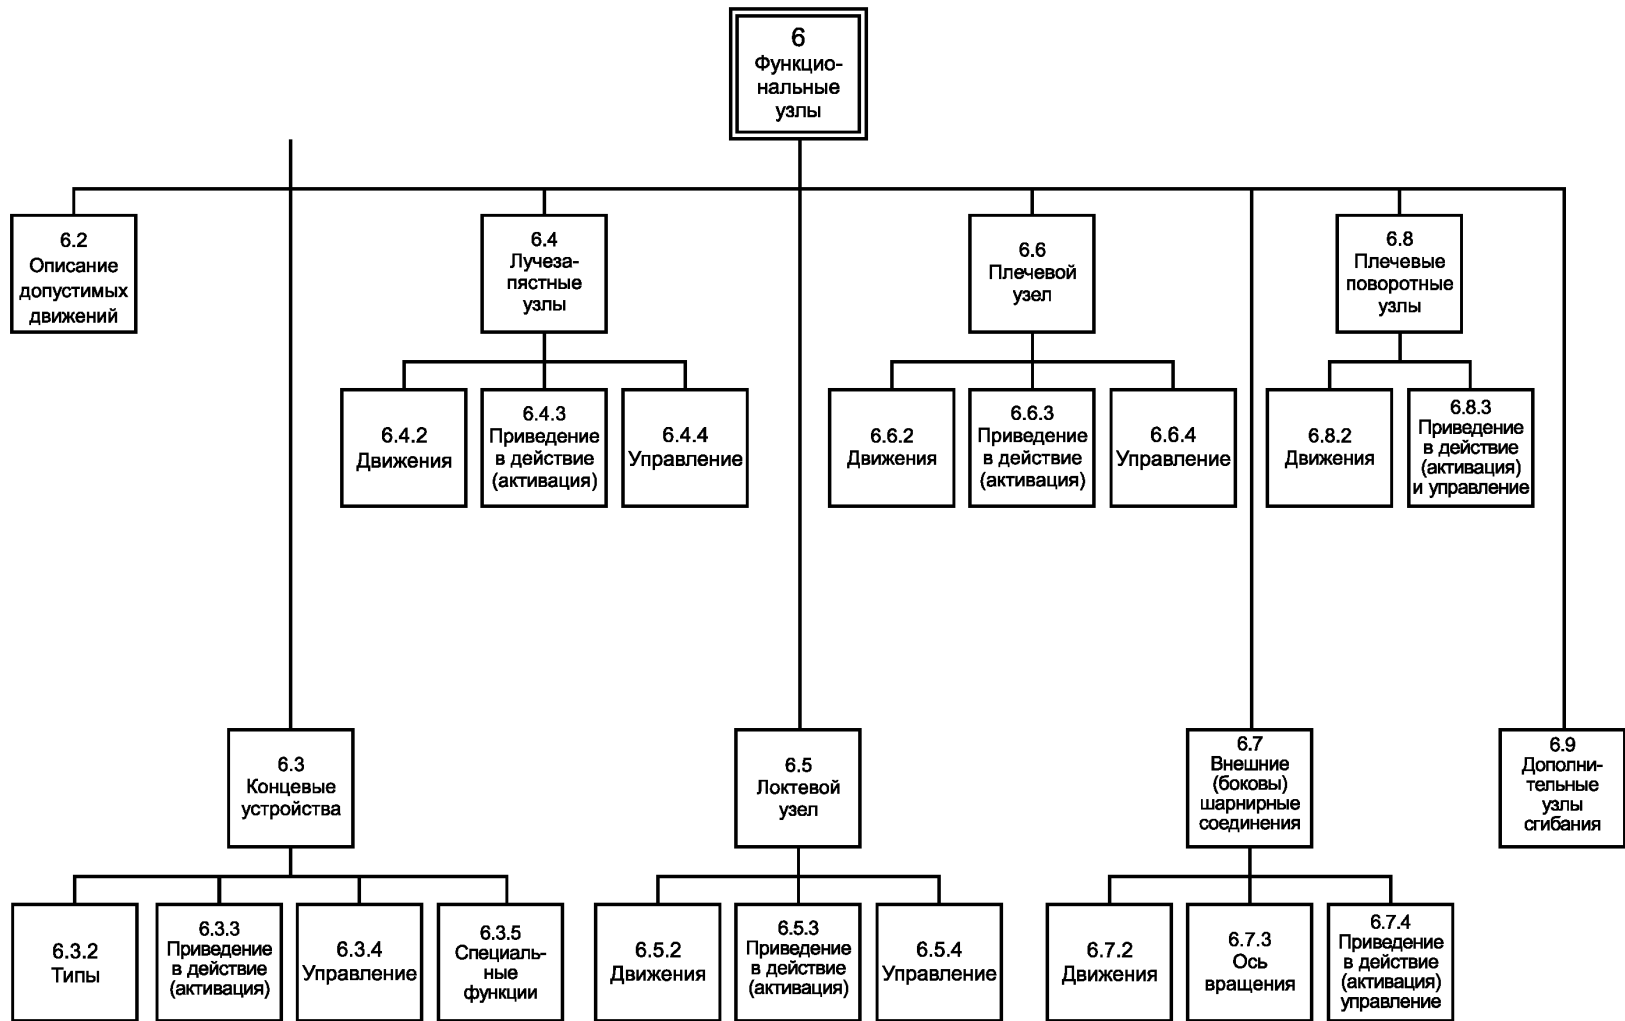 6
Функцио-
нальные
узлы
6.2
Описание
допустимых
движений
6.4
Лучеза-
пястные
узлы
6.6
Плечевой
узел
6.8
Плечевые
поворотные
узлы
6.4.2
Движения
6.4.3
Приведение
в действие
(активация)
6.4.4
Управление
6.6.2
Движения
6.6.3
Приведение
в действие
(активация)
6.6.4
Управление
6.8.2
Движения
6.8.3
Приведение
в действие
(активация)
и управление
6.3
Концевые
устройства
6.5
Локтевой
узел
6.7
Внешние
(боковы)
шарнирные
соединения
6.9
Дополни-
тельные
узлы
сгибания
6.3.2
Типы
6.3.3
Приведение
в действие
(активация)
6.3.4
Управление
6.3.5
Специаль-
ные
функции
6.5.2
Движения
6.5.3
Приведение
в действие
(активация)
6.5.4
Управление
6.7.2
Движения
6.7.3
Ось
вращения
6.7.4
Приведение
в действие
(активация)
управление